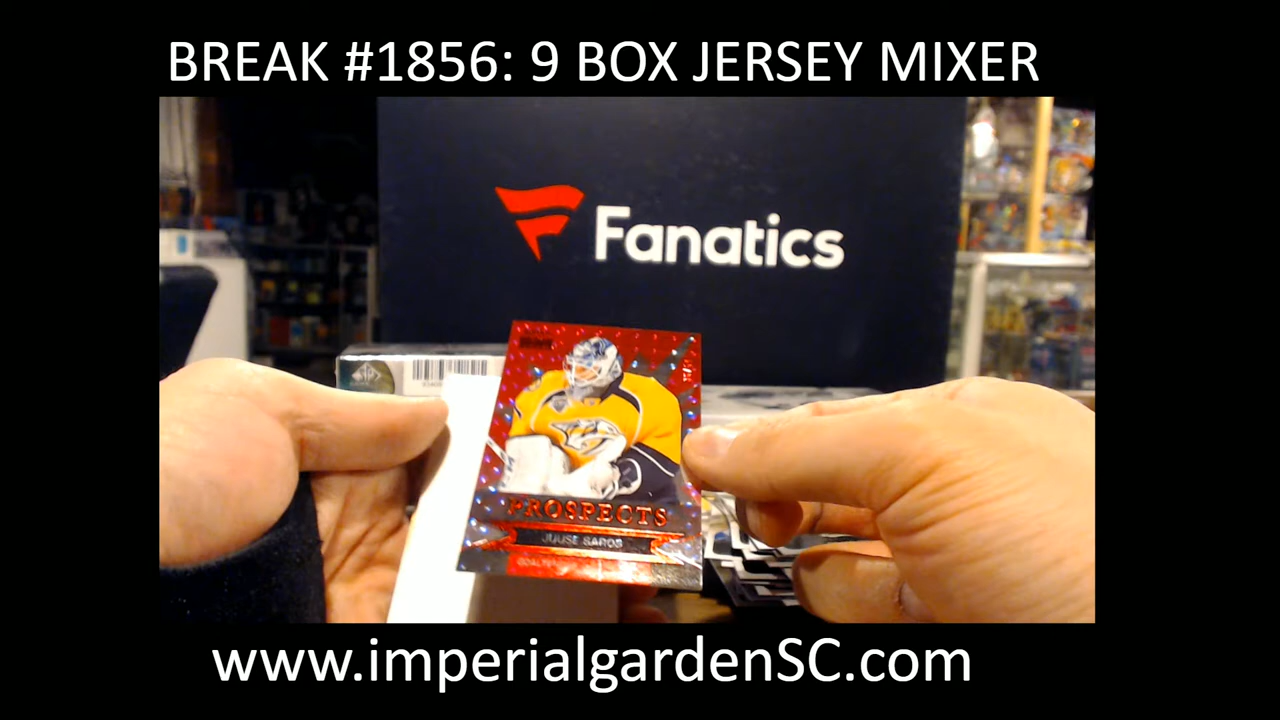 BREAK #1856: 9 BOX JERSEY MIXER
Fanatics
PROSPECTS
JUUSE SAROS
www.imperialgardenSC.com